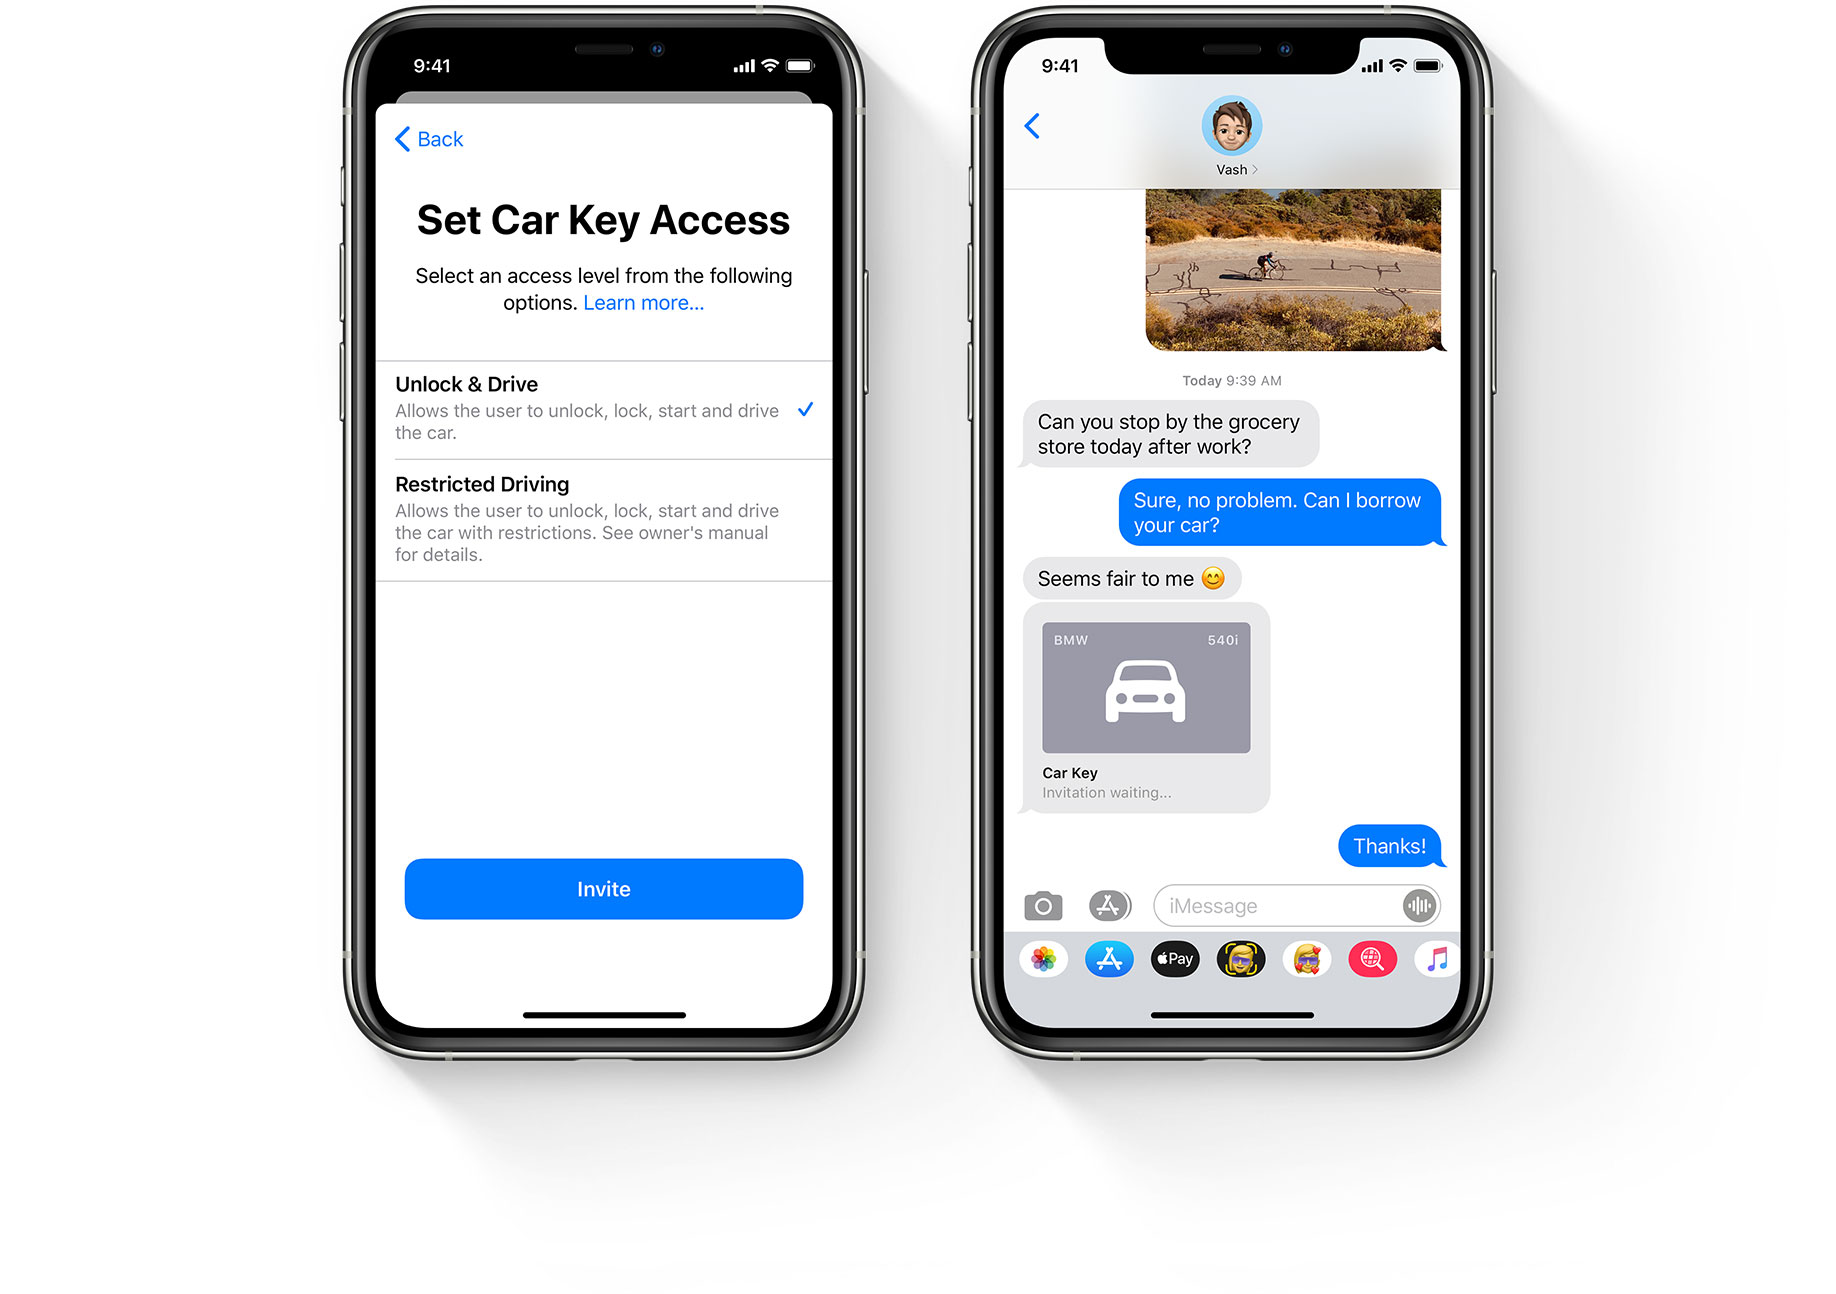 9:41
Back
Set Car Key Access
Select an access level from the following
options. Learn more...
Unlock & Drive
Allows the user to unlock, lock, start and drive
the car.
Restricted Driving
Allows the user to unlock, lock, start and drive
the car with restrictions. See owner's manual
for details.
Invite
9:41
Vash
Today 9:39 AM
Can you stop by the grocery
store today after work?
Sure, no problem. Can I borrow
your car?
Seems fair to me 😊
BMW 540i
Car Key
Invitation waiting...
Thanks!
iMessage
Pay